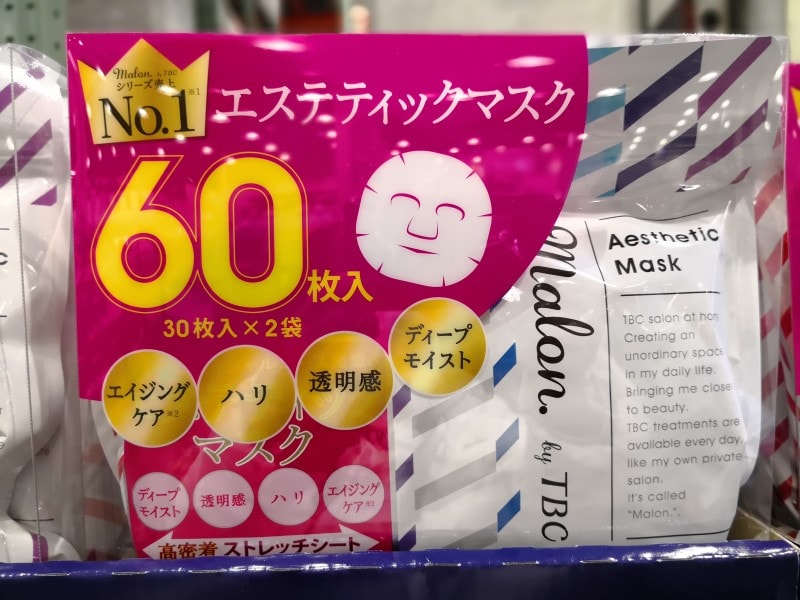 Malon. by TBC
シリーズ売上
No.1※1
エステティックマスク
60枚入
30枚入×2袋
エイジング
ケア※2
ハリ
透明感
ディープ
モイスト
マスク
ディープ
モイスト
透明感
ハリ
エイジング
ケア※2
高密着 ストレッチシート
Malon. by TBC
Aesthetic
Mask
TBC salon at
Creating an
unordinary space
in my daily life.
Bringing me close
to beauty.
TBC treatments are
available every day,
like my own private
salon.
It's called
"Malon.".